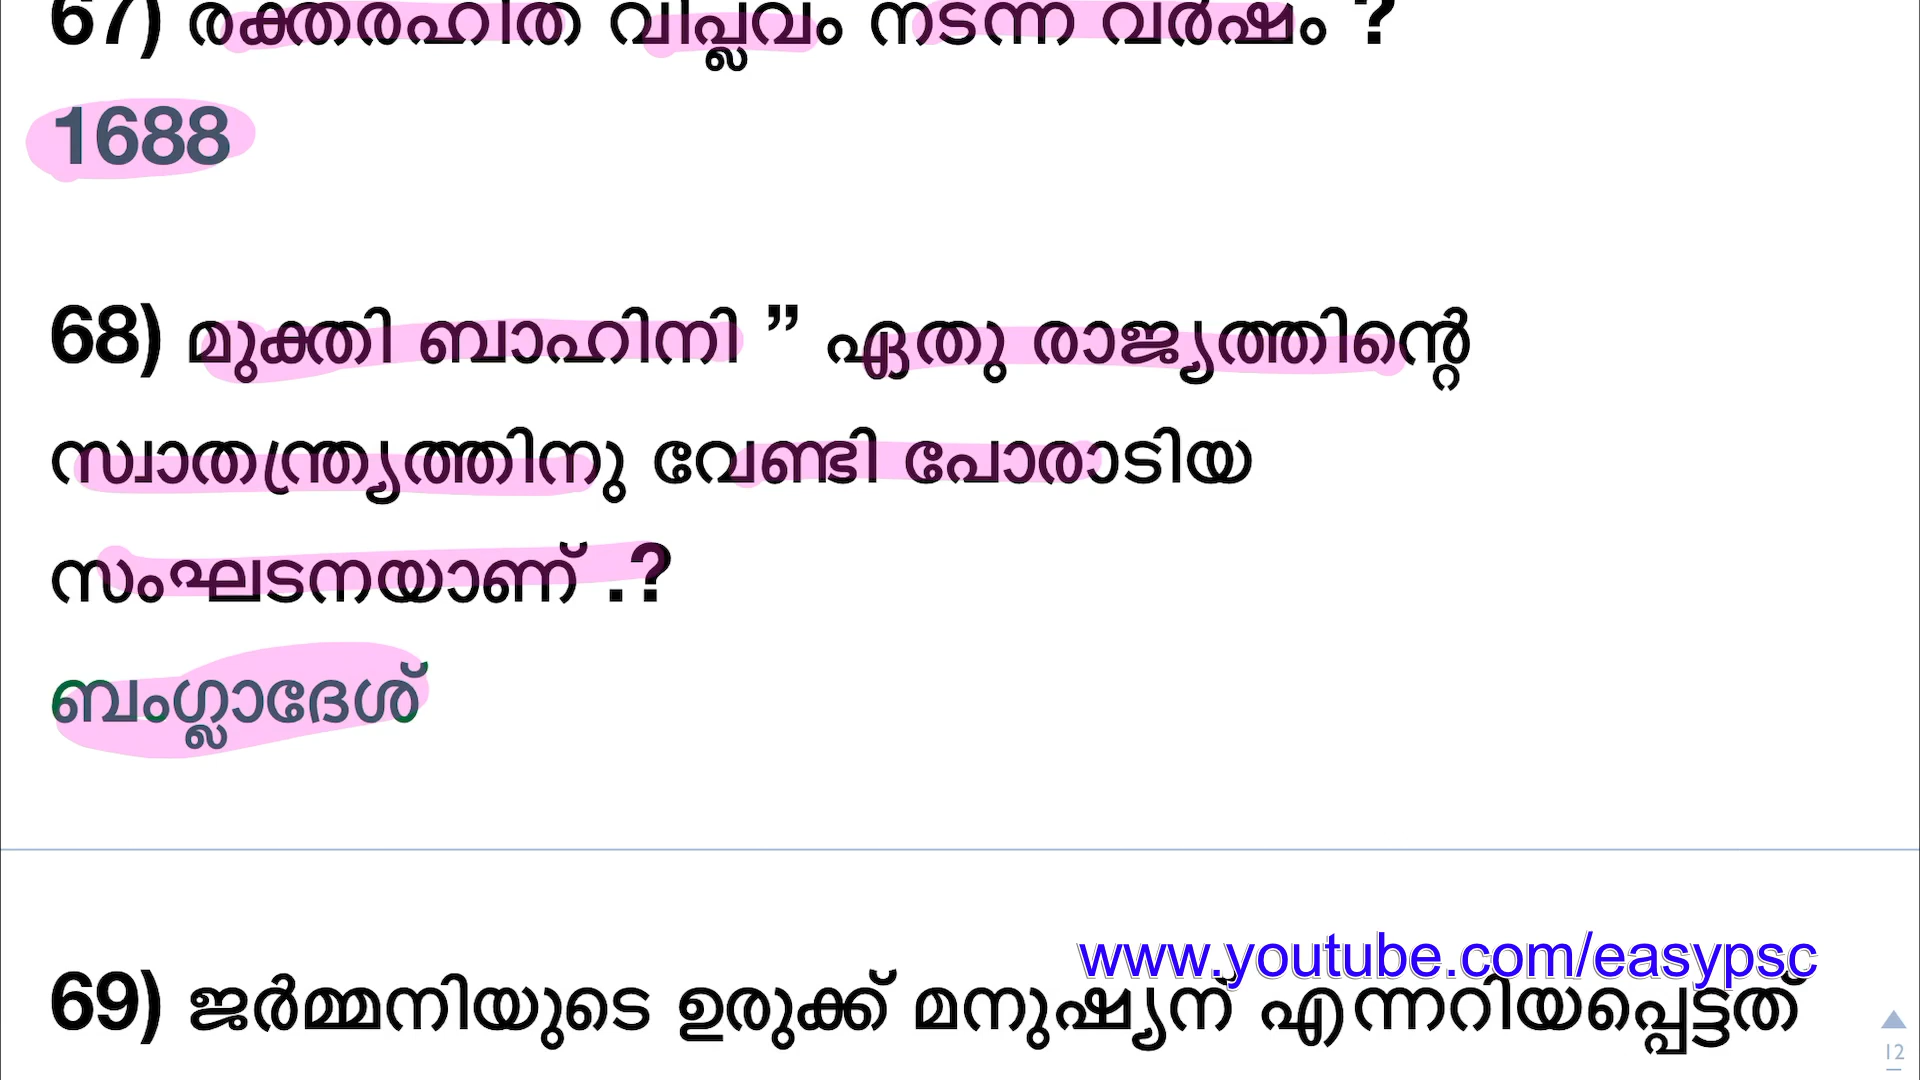 67) രക്തരഹിത വിപ്ലവം നടന്ന വർഷം ?
1688
68) മുക്തി ബാഹിനി ” ഏതു രാജ്യത്തിന്റെ
സ്വാതന്ത്ര്യത്തിനു വേണ്ടി പോരാടിയ
സംഘടനയാണ് .?
ബംഗ്ലാദേശ്
www.youtube.com/easypsc
69) ജർമ്മനിയുടെ ഉരുക്ക് മനുഷ്യന് എന്നറിയപ്പെട്ടത്
12